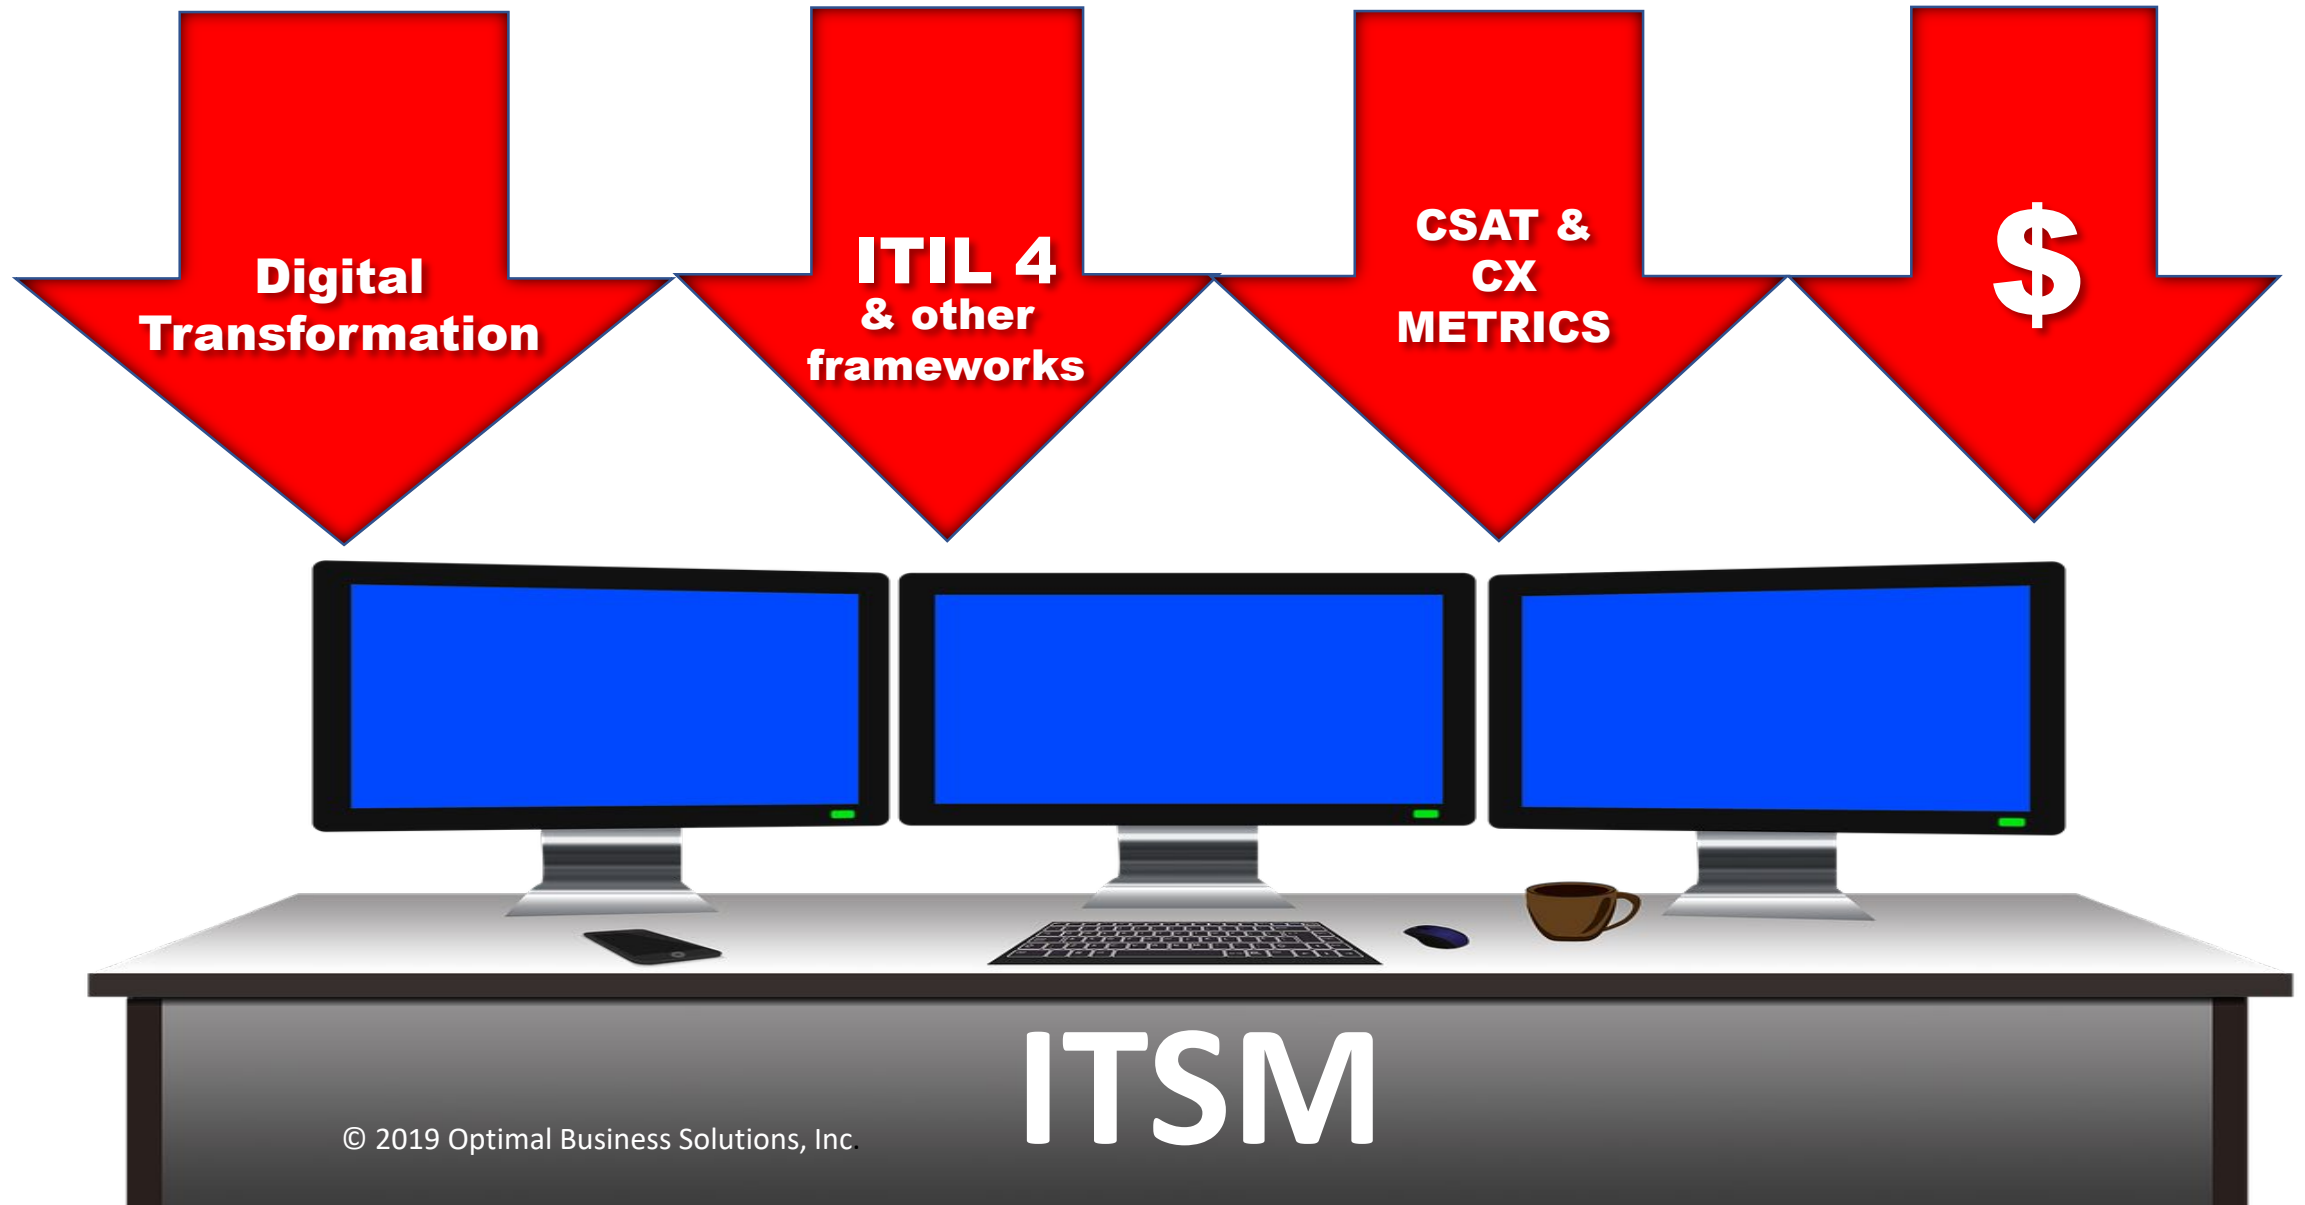 Digital
Transformation
ITIL 4
& other
frameworks
CSAT &
CX
METRICS
$
ITSM
© 2019 Optimal Business Solutions, Inc.